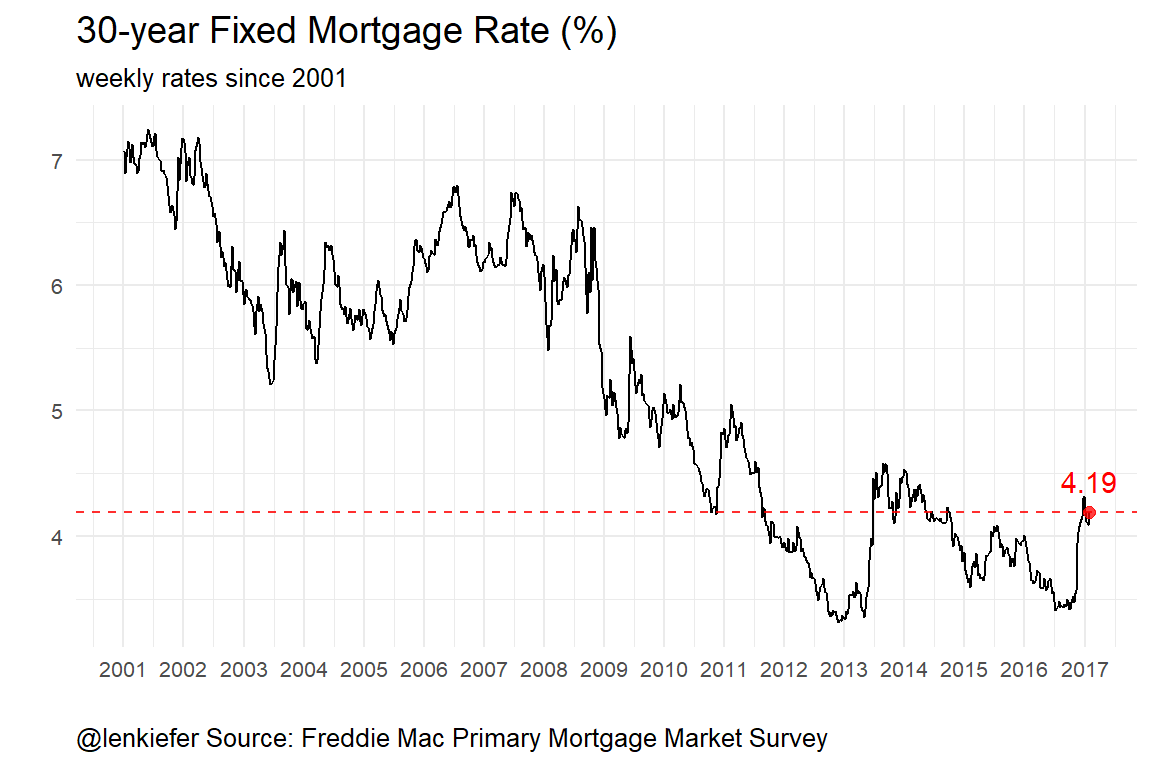 30-year Fixed Mortgage Rate (%)
weekly rates since 2001
7
6
5
4
4.19
2001 2002 2003 2004 2005 2006 2007 2008 2009 2010 2011 2012 2013 2014 2015 2016 2017
@lenkiefer Source: Freddie Mac Primary Mortgage Market Survey